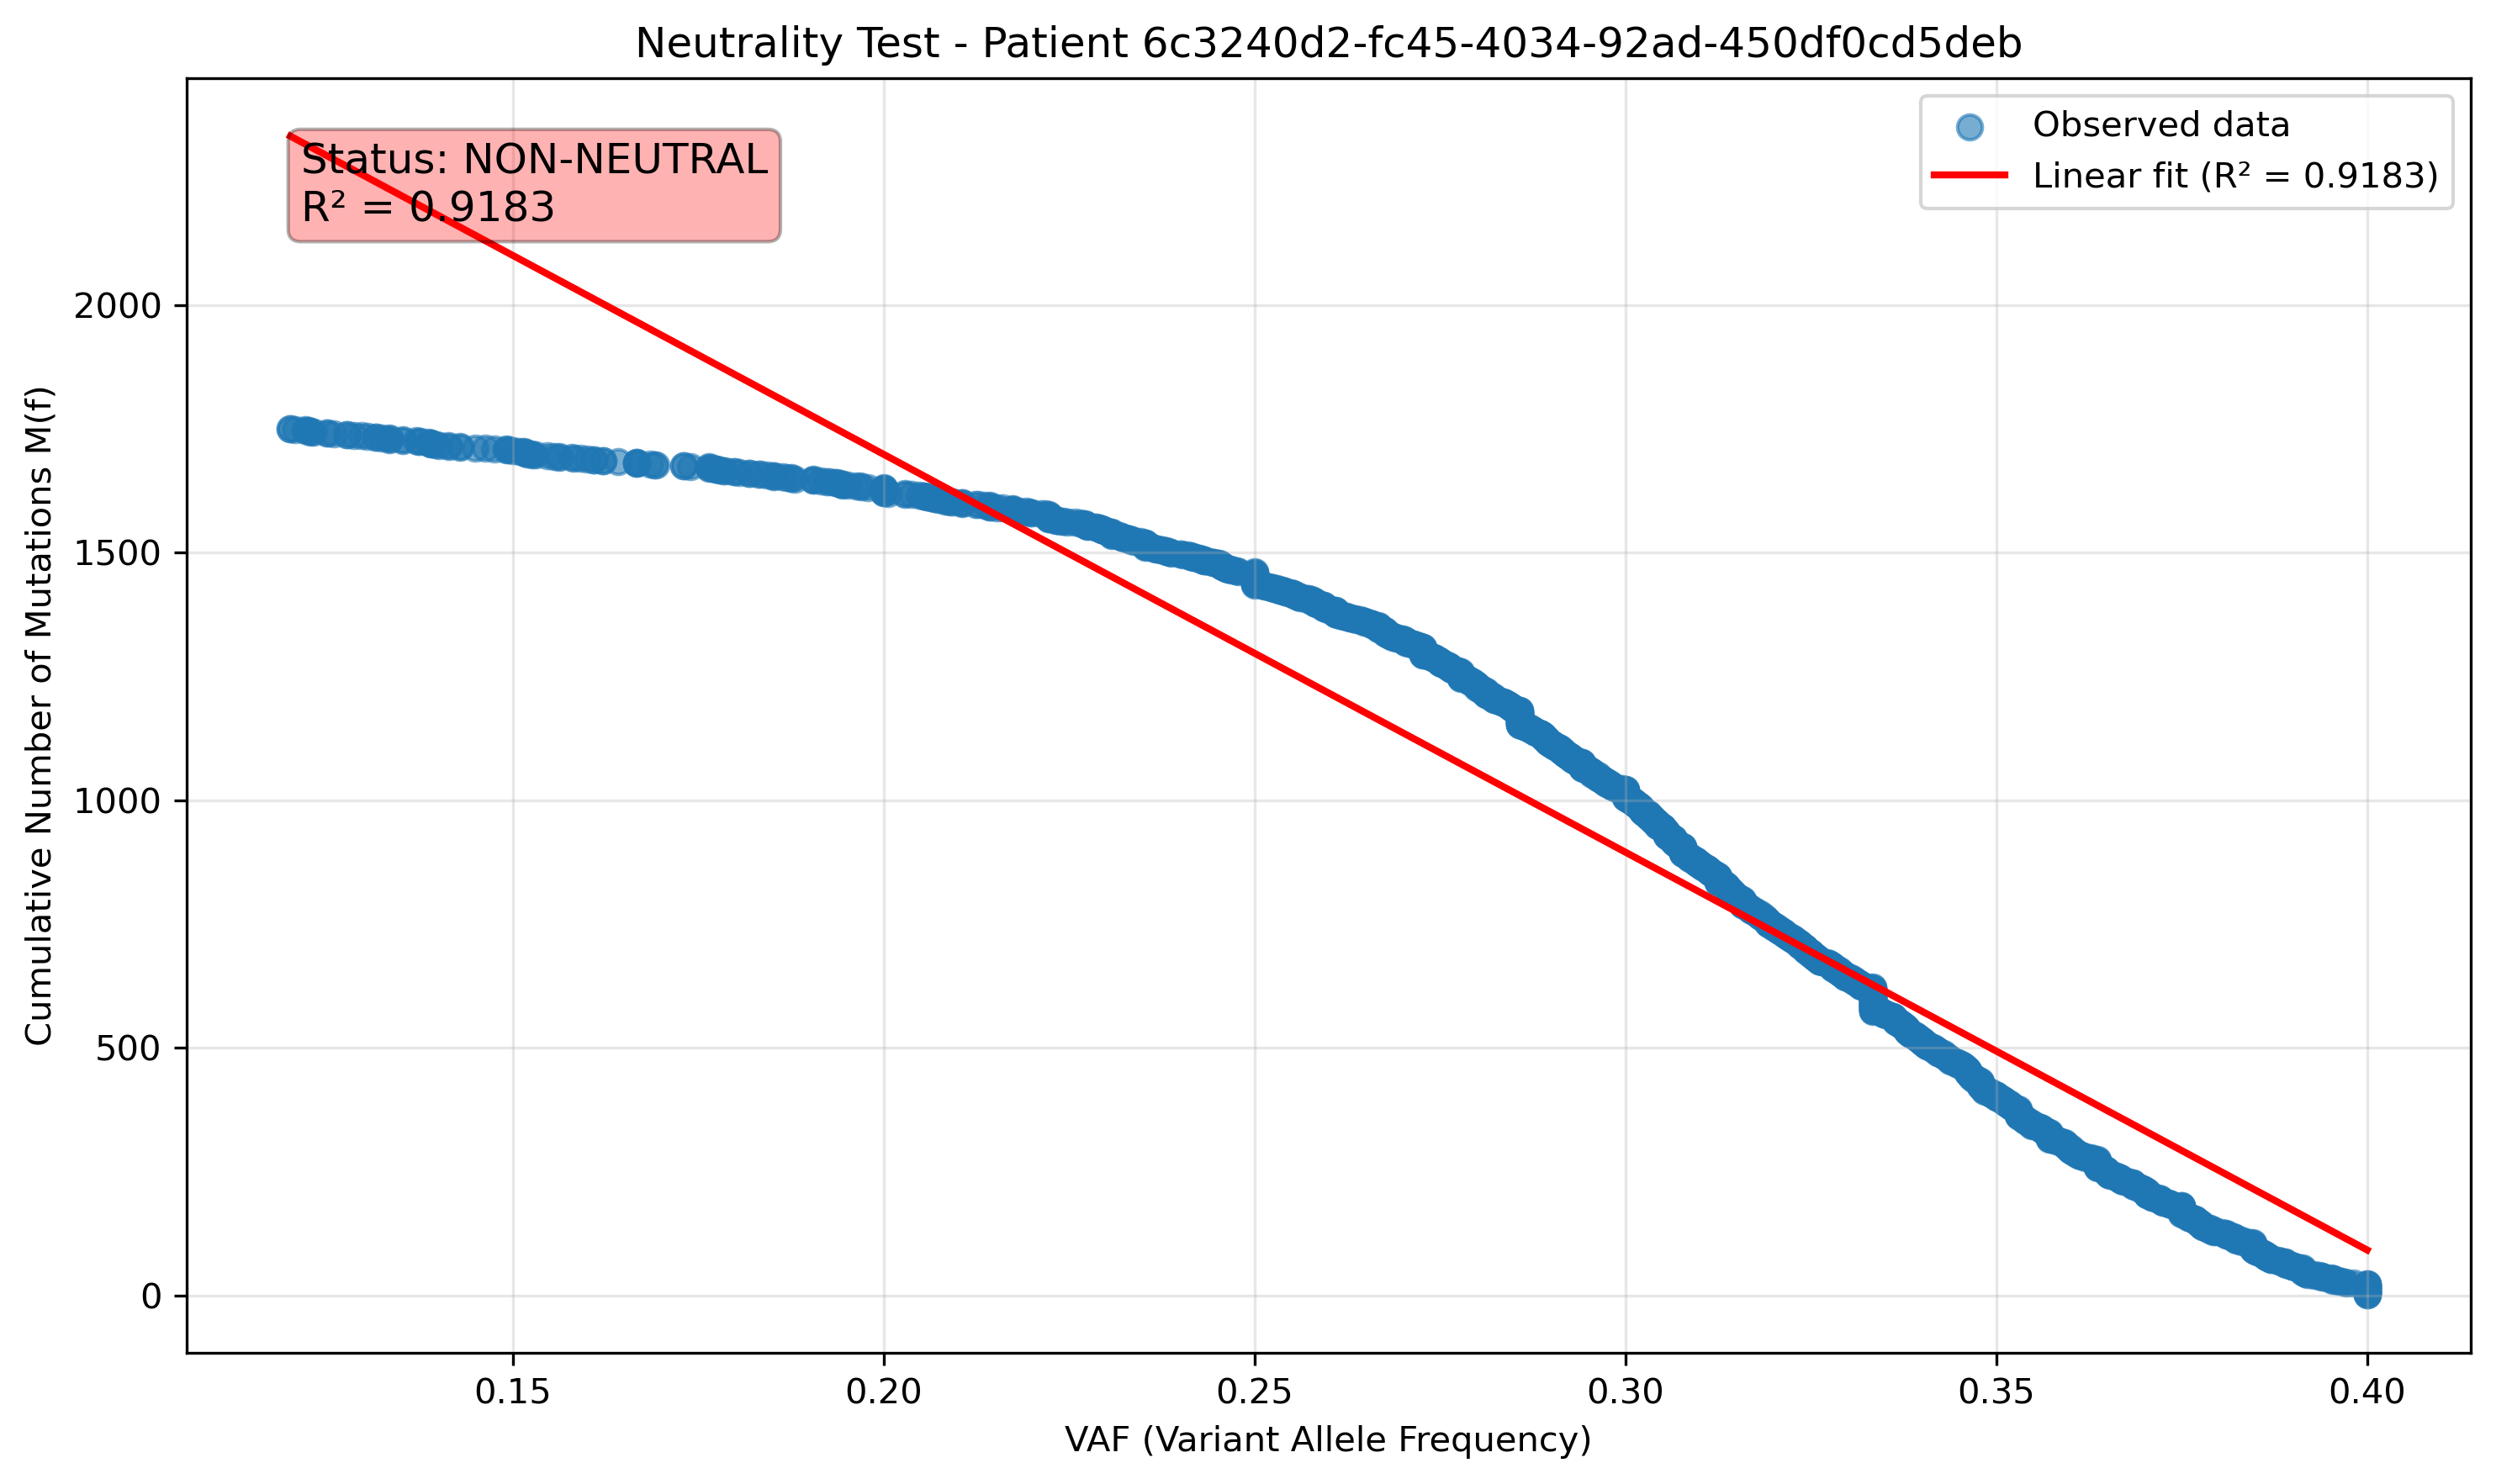 Neutrality Test - Patient 6c3240d2-fc45-4034-92ad-450df0cd5deb
Status: NON-NEUTRAL
R² = 0.9183
Observed data
Linear fit (R² = 0.9183)
Cumulative Number of Mutations M(f)
2000
1500
1000
500
0
0.15
0.20
0.25
0.30
0.35
0.40
VAF (Variant Allele Frequency)